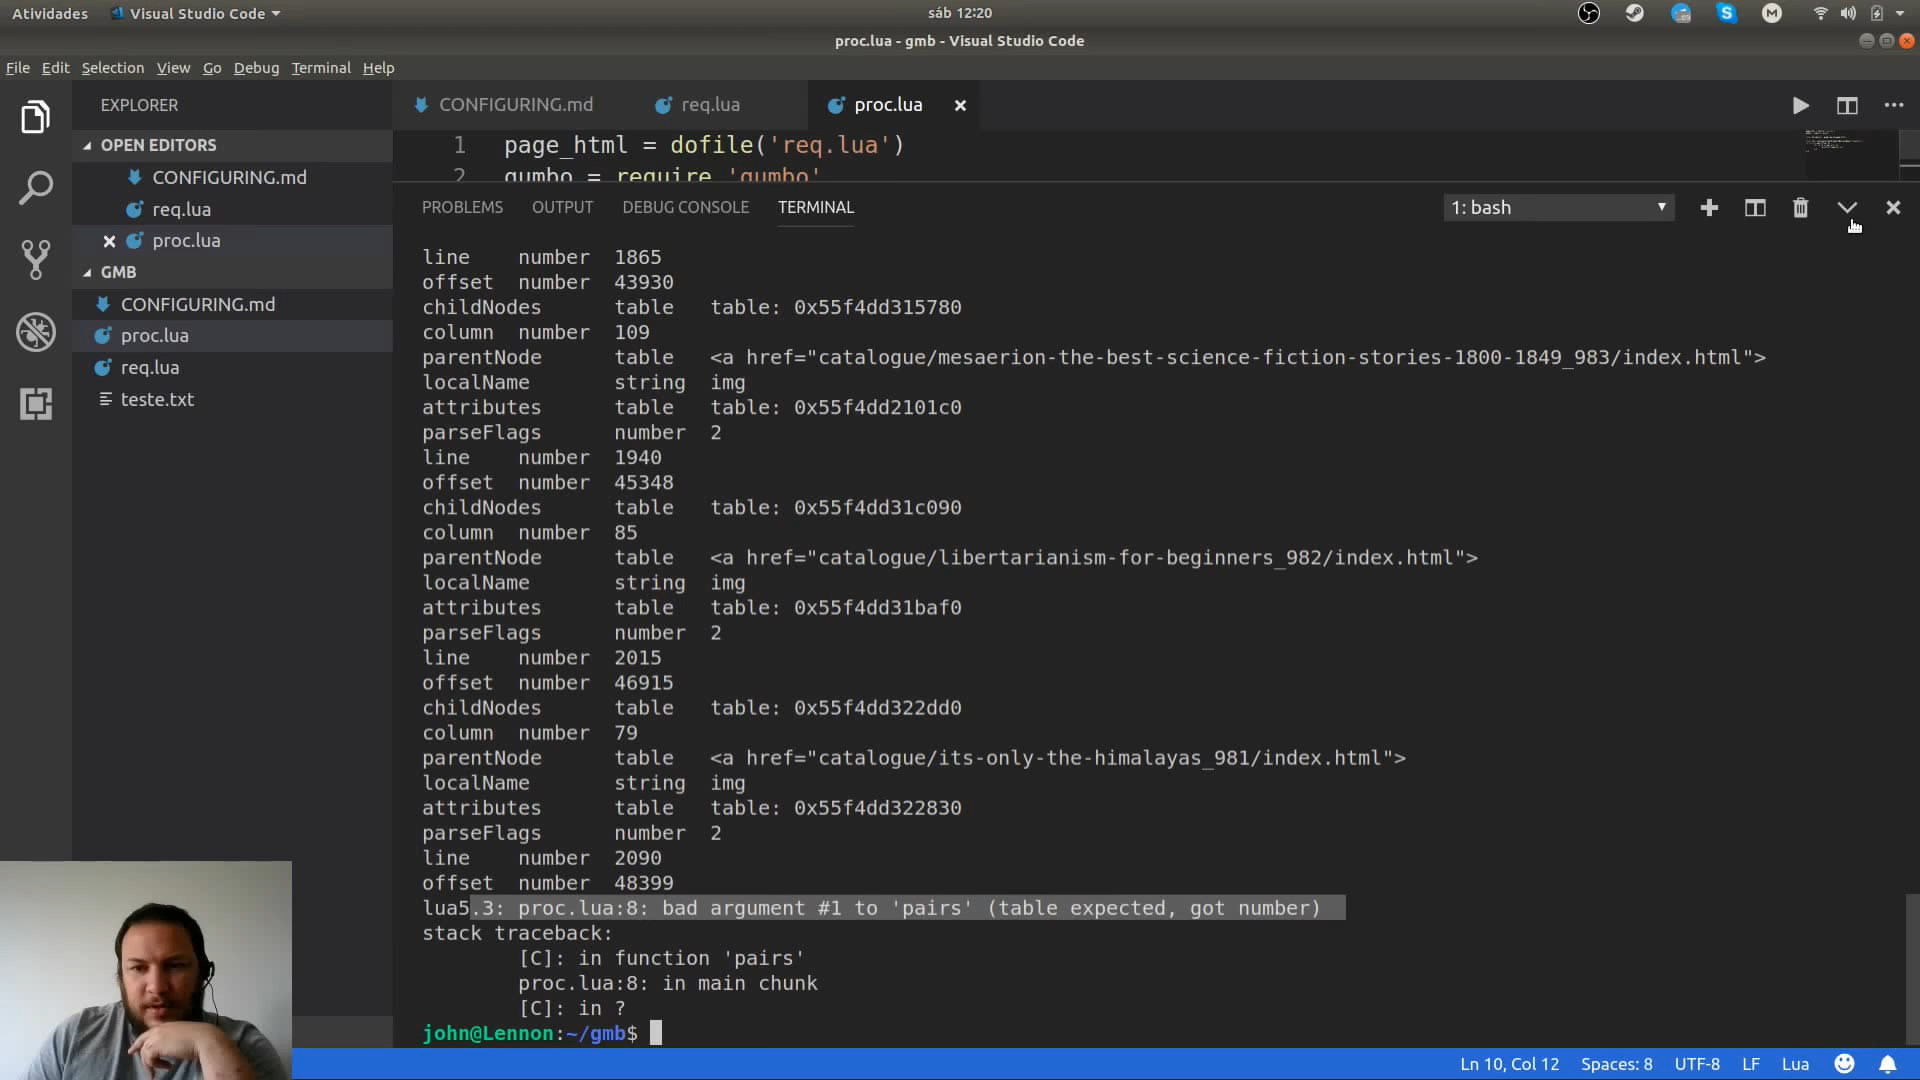 Atividades
Visual Studio Code
sáb 12:20
proc.lua - gmb - Visual Studio Code
File Edit Selection View Go Debug Terminal Help
EXPLORER
OPEN EDITORS
CONFIGURING.md
req.lua
proc.lua
GMB
CONFIGURING.md
proc.lua
req.lua
teste.txt
CONFIGURING.md
req.lua
proc.lua
1 page_html = dofile('req.lua')
2 gumbo = require 'gumbo'
PROBLEMS OUTPUT DEBUG CONSOLE TERMINAL
1: bash
line number 1865
offset number 43930
childNodes table table: 0x55f4dd315780
column number 109
parentNode table <a href="catalogue/mesaerion-the-best-science-fiction-stories-1800-1849_983/index.html">
localName string img
attributes table table: 0x55f4dd2101c0
parseFlags number 2
line number 1940
offset number 45348
childNodes table table: 0x55f4dd31c090
column number 85
parentNode table <a href="catalogue/libertarianism-for-beginners_982/index.html">
localName string img
attributes table table: 0x55f4dd31baf0
parseFlags number 2
line number 2015
offset number 46915
childNodes table table: 0x55f4dd322dd0
column number 79
parentNode table <a href="catalogue/its-only-the-himalayas_981/index.html">
localName string img
attributes table table: 0x55f4dd322830
parseFlags number 2
line number 2090
offset number 48399
lua5.3: proc.lua:8: bad argument #1 to 'pairs' (table expected, got number)
stack traceback:
[C]: in function 'pairs'
proc.lua:8: in main chunk
[C]: in ?
john@Lennon:~/gmb$
Ln 10, Col 12 Spaces: 8 UTF-8 LF Lua